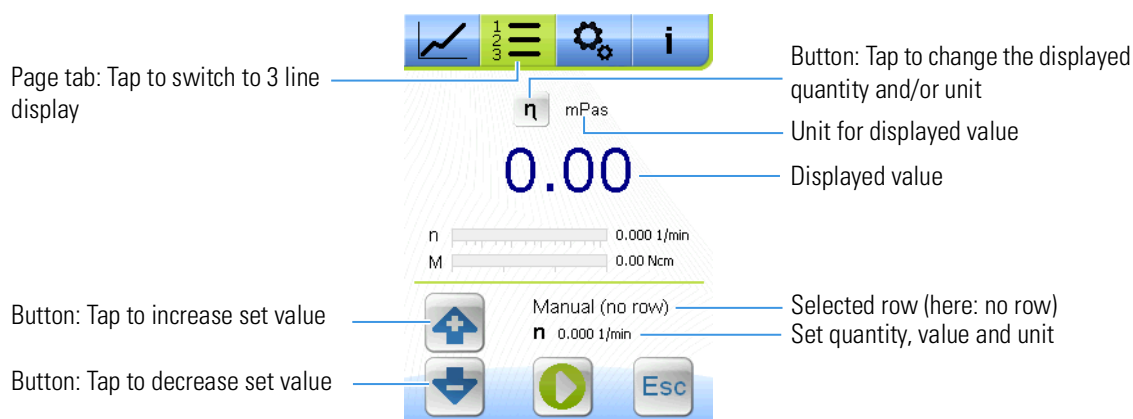 1
2
3
i
Page tab: Tap to switch to 3 line
display
Button: Tap to change the displayed
quantity and/or unit
η mPas
Unit for displayed value
0.00
Displayed value
n 0.000 1/min
M 0.00 Ncm
Button: Tap to increase set value
Manual (no row)
Selected row (here: no row)
n 0.000 1/min
Set quantity, value and unit
Button: Tap to decrease set value
Esc